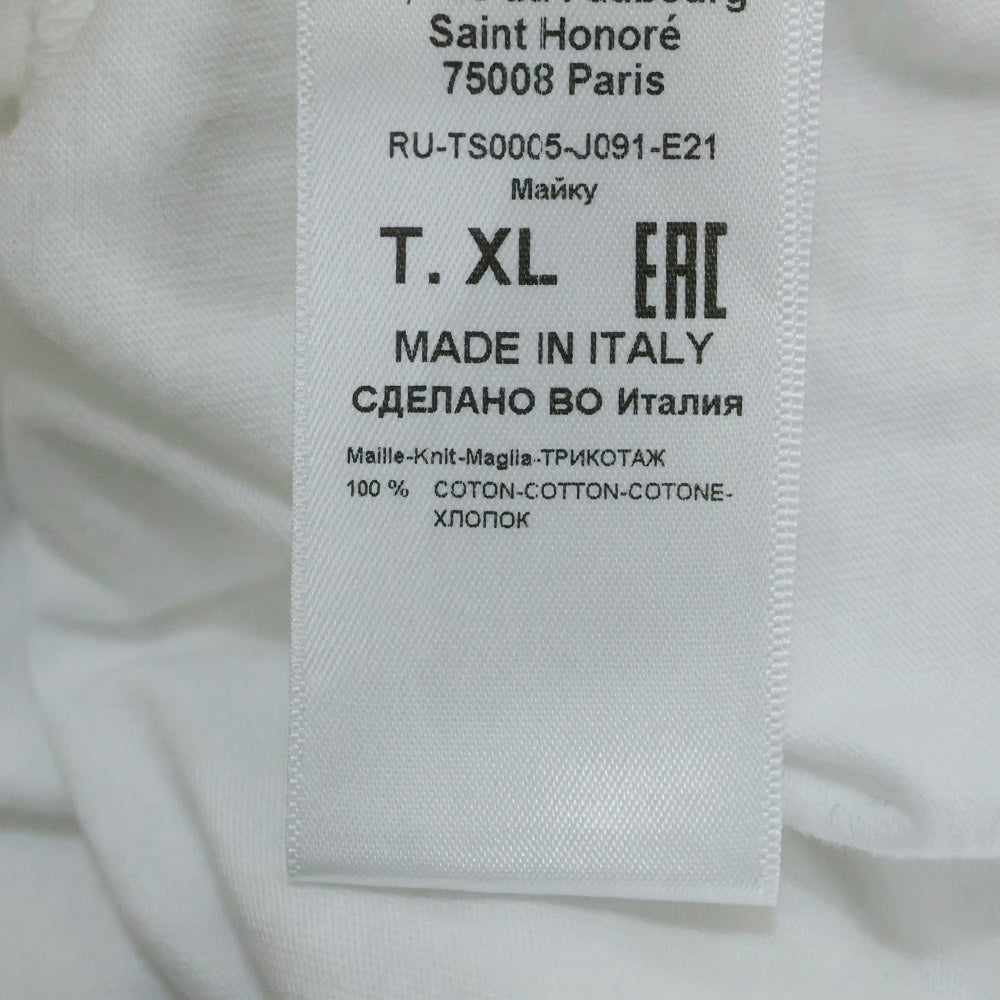 Faubourg
Saint Honoré
75008 Paris
RU-TS0005-J091-E21
Майку
T. XL EAC
MADE IN ITALY
СДЕЛАНО ВО Италия
Maille-Knit-Maglia-ТРИКОТАЖ
100 % COTON-COTTON-COTONE-
ХЛОПОК